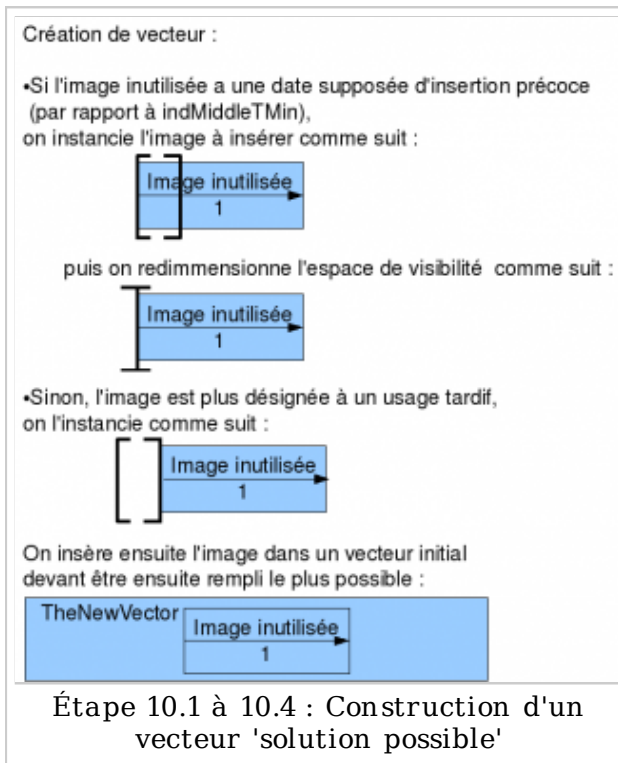 Création de vecteur :
•Si l'image inutilisée a une date supposée d'insertion précoce
(par rapport à indMiddleTMin),
on instancie l'image à insérer comme suit :
Image inutilisée
1
puis on redimmensionne l'espace de visibilité comme suit :
Image inutilisée
1
•Sinon, l'image est plus désignée à un usage tardif,
on l'instancie comme suit :
Image inutilisée
1
On insère ensuite l'image dans un vecteur initial
devant être ensuite rempli le plus possible :
TheNewVector
Image inutilisée
1
Étape 10.1 à 10.4 : Construction d'un
vecteur 'solution possible'